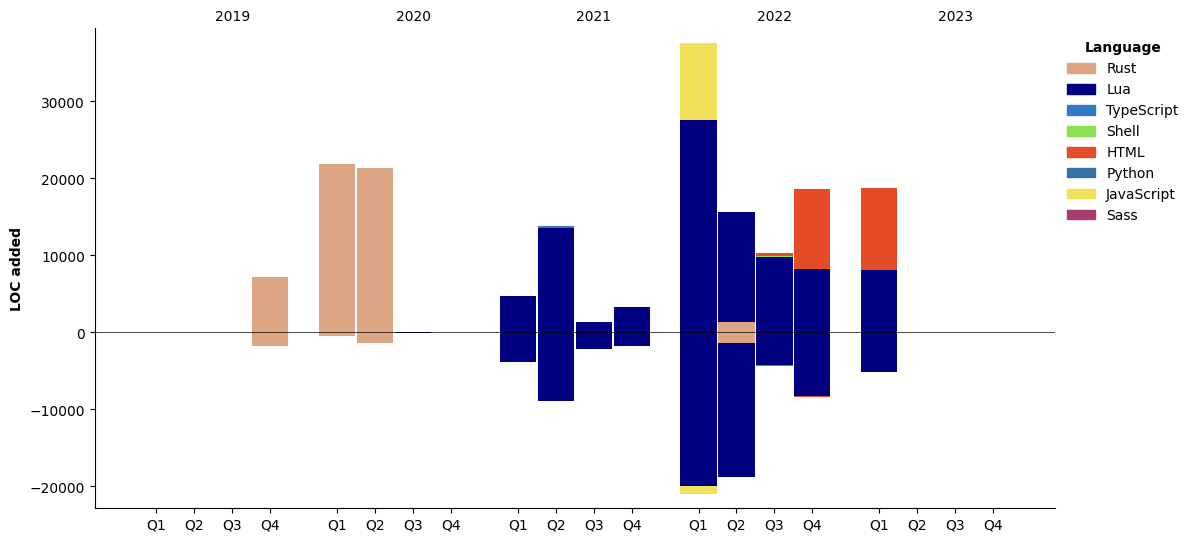 2019 2020 2021 2022 2023
LOC added
30000
20000
10000
0
−10000
−20000
Q1 Q2 Q3 Q4 Q1 Q2 Q3 Q4 Q1 Q2 Q3 Q4 Q1 Q2 Q3 Q4 Q1 Q2 Q3 Q4
Language
Rust
Lua
TypeScript
Shell
HTML
Python
JavaScript
Sass